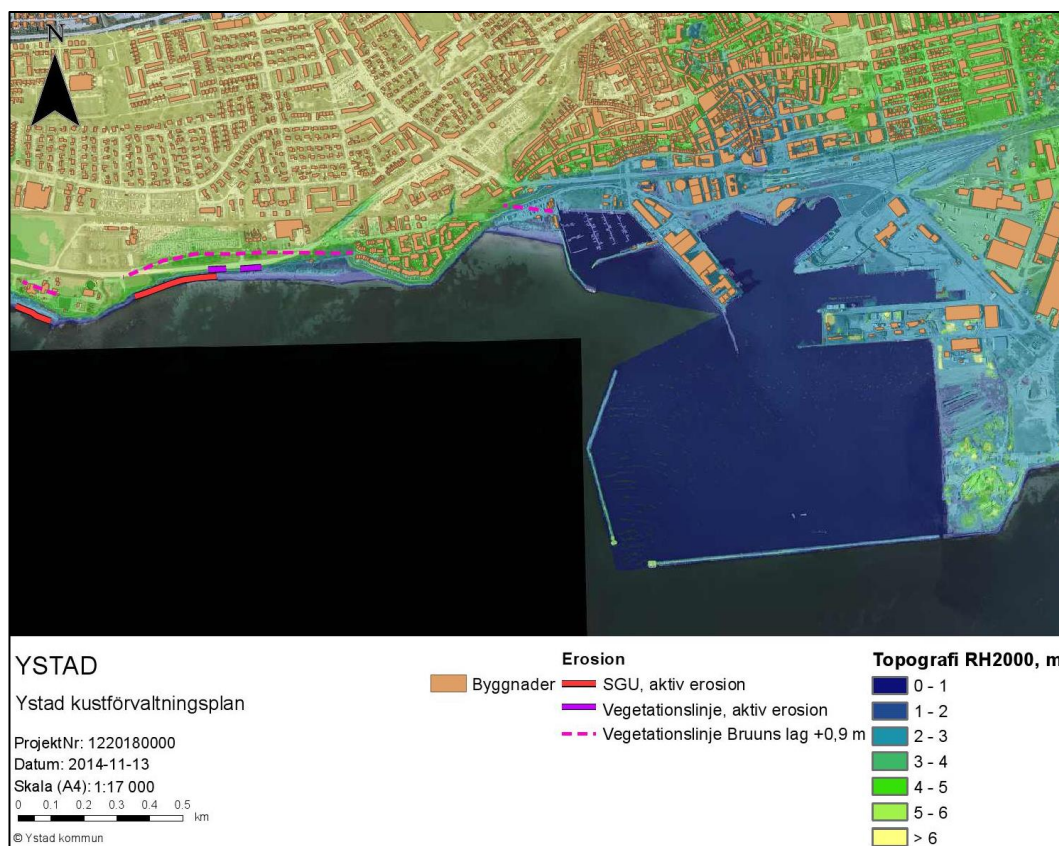 N
YSTAD
Ystad kustförvaltningsplan
ProjektNr: 1220180000
Datum: 2014-11-13
Skala (A4): 1:17 000
0 0.1 0.2 0.3 0.4 0.5
km
© Ystad kommun
Byggnader
Erosion
SGU, aktiv erosion
Vegetationslinje, aktiv erosion
Vegetationslinje Bruuns lag +0,9 m
Topografi RH2000, m
0 - 1
1 - 2
2 - 3
3 - 4
4 - 5
5 - 6
> 6